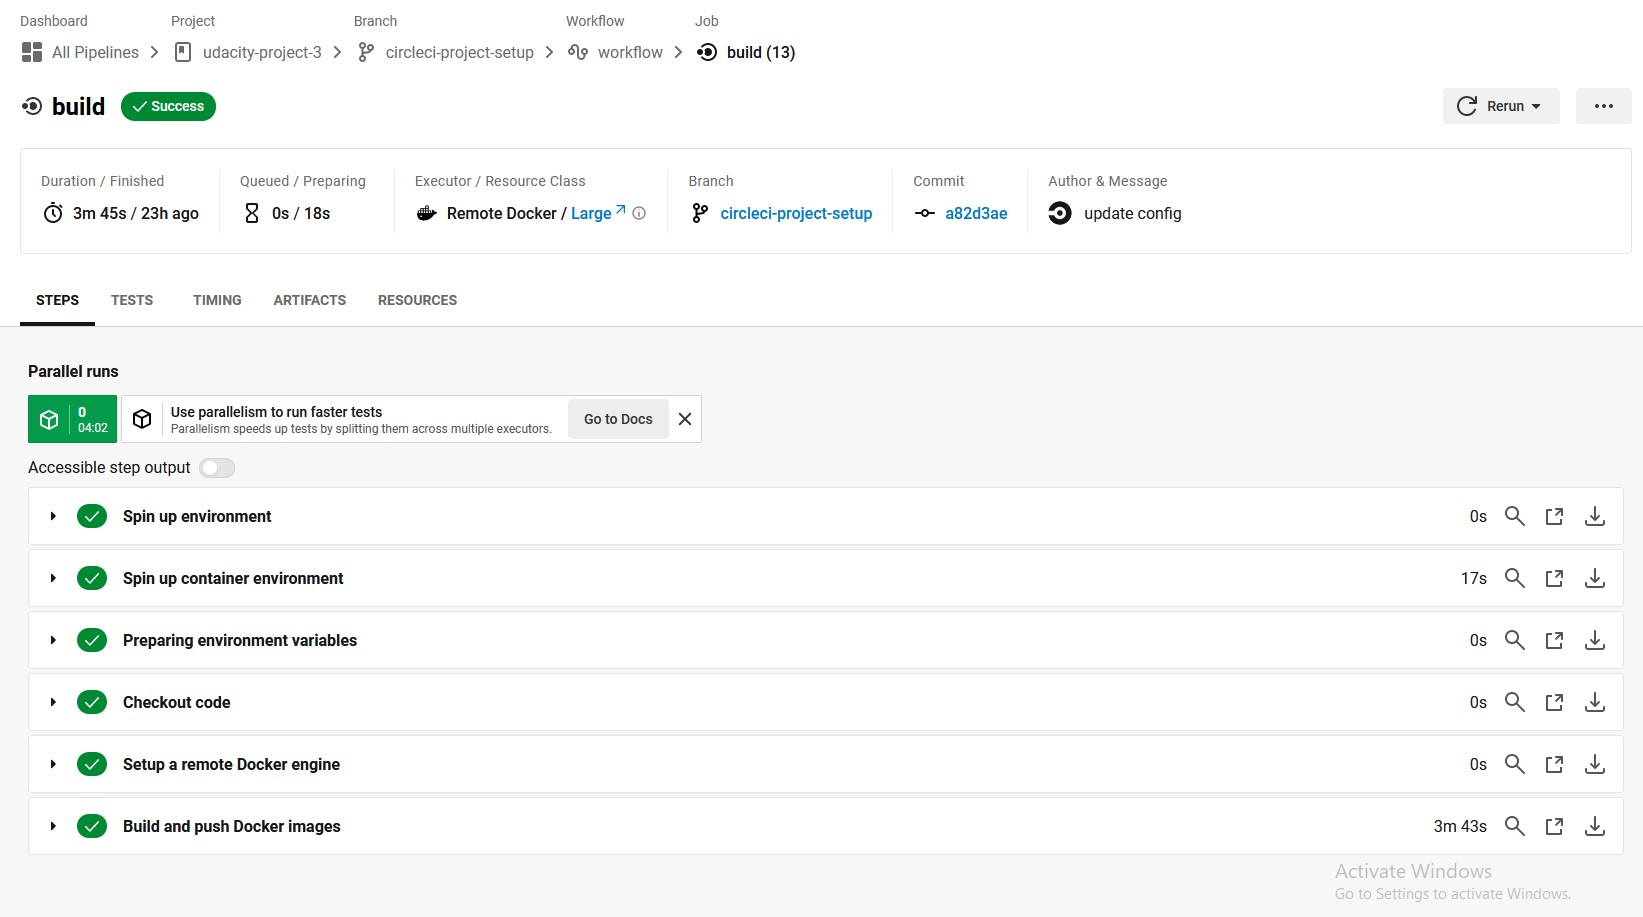 Dashboard Project Branch Workflow Job
All Pipelines udacity-project-3 circleci-project-setup workflow build (13)
build Success Rerun
Duration / Finished Queued / Preparing Executor / Resource Class Branch Commit Author & Message
3m 45s / 23h ago 0s / 18s Remote Docker / Large circleci-project-setup a82d3ae update config
STEPS TESTS TIMING ARTIFACTS RESOURCES
Parallel runs
0
04:02
Use parallelism to run faster tests
Parallelism speeds up tests by splitting them across multiple executors.
Go to Docs
Accessible step output
Spin up environment 0s
Spin up container environment 17s
Preparing environment variables 0s
Checkout code 0s
Setup a remote Docker engine 0s
Build and push Docker images 3m 43s
Activate Windows
Go to Settings to activate Windows.